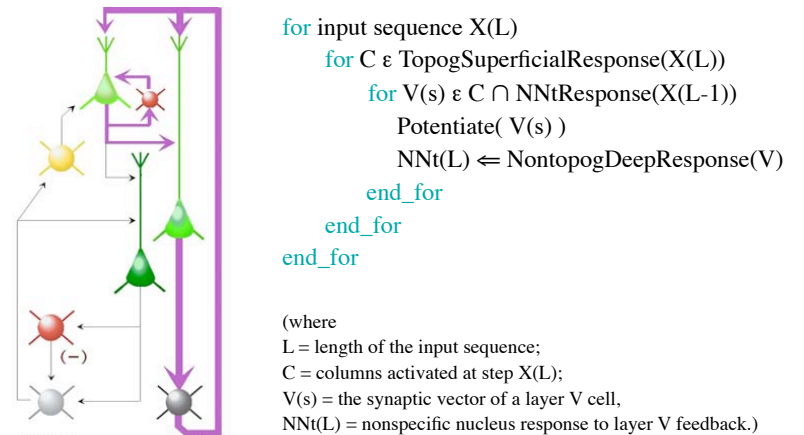 for input sequence X(L)
for C ε TopogSuperficialResponse(X(L))
for V(s) ε C ∩ NNtResponse(X(L-1))
Potentiate( V(s) )
NNt(L) ⇐ NontopogDeepResponse(V)
end_for
end_for
end_for
(−)
(where
L = length of the input sequence;
C = columns activated at step X(L);
V(s) = the synaptic vector of a layer V cell,
NNt(L) = nonspecific nucleus response to layer V feedback.)